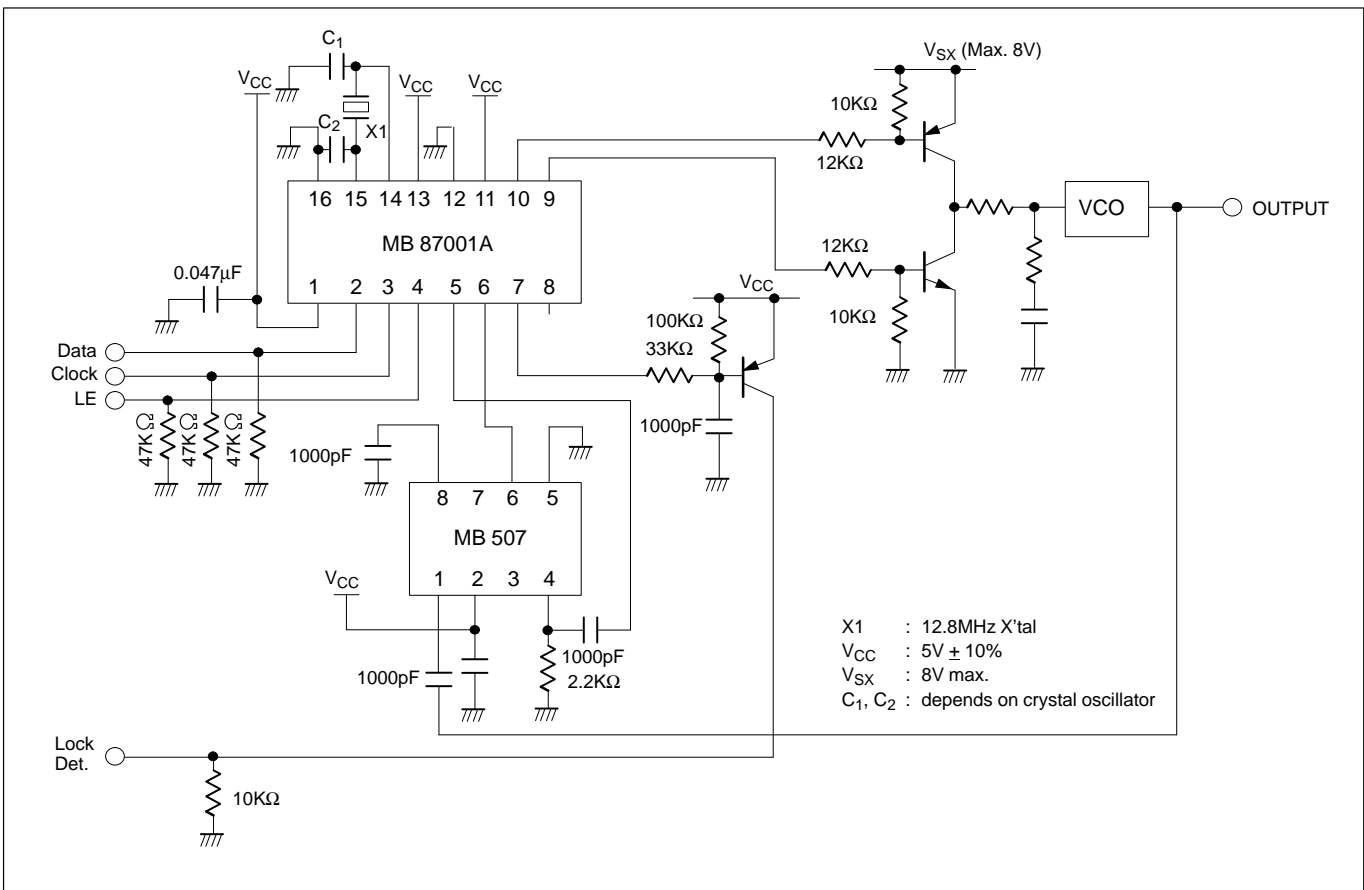 C1
VSX (Max. 8V)
VCC
VCC
VCC
10KΩ
C2
X1
12KΩ
16 15 14 13 12 11 10 9
VCO
OUTPUT
MB 87001A
12KΩ
0.047µF
VCC
1 2 3 4 5 6 7 8
10KΩ
100KΩ
33KΩ
Data
Clock
LE
47KΩ
47KΩ
47KΩ
1000pF
1000pF
8 7 6 5
MB 507
VCC
1 2 3 4
1000pF
1000pF
2.2KΩ
X1 : 12.8MHz X'tal
VCC : 5V ± 10%
VSX : 8V max.
C1, C2 : depends on crystal oscillator
Lock
Det.
10KΩ